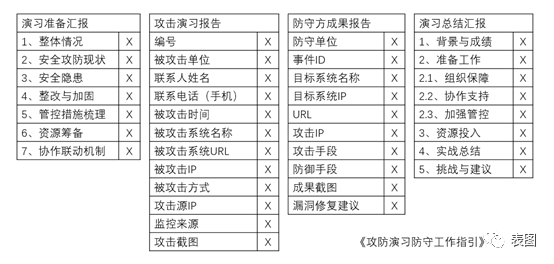 演习准备汇报
1、整体情况 X
2、安全攻防现状 X
3、安全隐患 X
4、整改与加固 X
5、管控措施梳理 X
6、资源筹备 X
7、协作联动机制 X
攻击演习报告
编号 X
被攻击单位 X
联系人姓名 X
联系电话（手机） X
被攻击时间 X
被攻击系统名称 X
被攻击系统URL X
被攻击IP X
被攻击方式 X
攻击源IP X
监控来源 X
攻击截图 X
防守方成果报告
防守单位 X
事件ID X
目标系统名称 X
目标系统IP X
URL X
攻击IP X
攻击手段 X
防御手段 X
成果截图 X
漏洞修复建议 X
演习总结汇报
1、背景与成绩 X
2、准备工作 X
2.1、组织保障 X
2.2、协作支持 X
2.3、加强管控 X
3、资源投入 X
4、实战总结 X
5、挑战与建议 X
《攻防演习防守工作指引》
表图